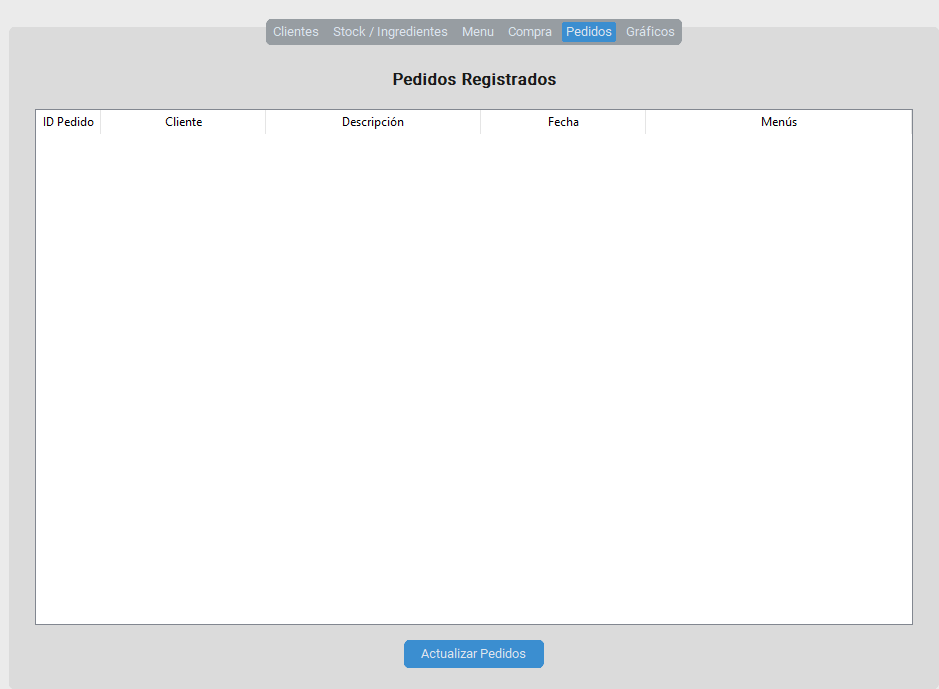 Clientes Stock / Ingredientes Menu Compra Pedidos Gráficos
Pedidos Registrados
ID Pedido Cliente Descripción Fecha Menús
Actualizar Pedidos